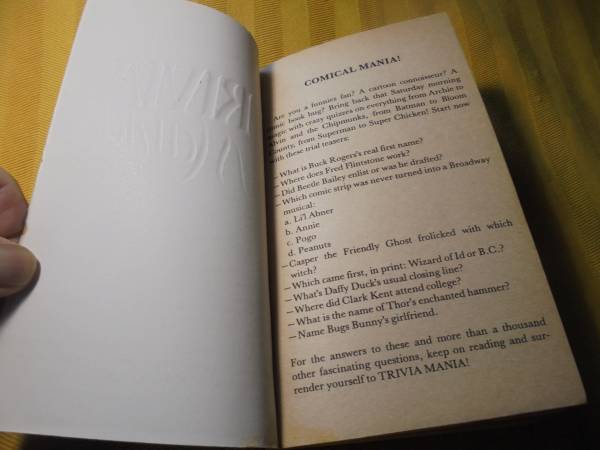 COMICAL MANIA!
Are you a funnies fan? A cartoon connoisseur? A
comic book bug? Bring back that Saturday morning
magic with crazy quizzes on everything from Archie to
Alvin and the Chipmunks, from Batman to Bloom
County, from Superman to Super Chicken! Start now
with these trial teasers:
—What is Buck Rogers's real first name?
—Where does Fred Flintstone work?
—Did Beetle Bailey enlist or was he drafted?
—Which comic strip was never turned into a Broadway
musical:
a. Li'l Abner
b. Annie
c. Pogo
d. Peanuts
—Casper the Friendly Ghost frolicked with which
witch?
—Which came first, in print: Wizard of Id or B.C.?
—What's Daffy Duck's usual closing line?
—Where did Clark Kent attend college?
—What is the name of Thor's enchanted hammer?
—Name Bugs Bunny's girlfriend.
For the answers to these and more than a thousand
other fascinating questions, keep on reading and sur-
render yourself to TRIVIA MANIA!